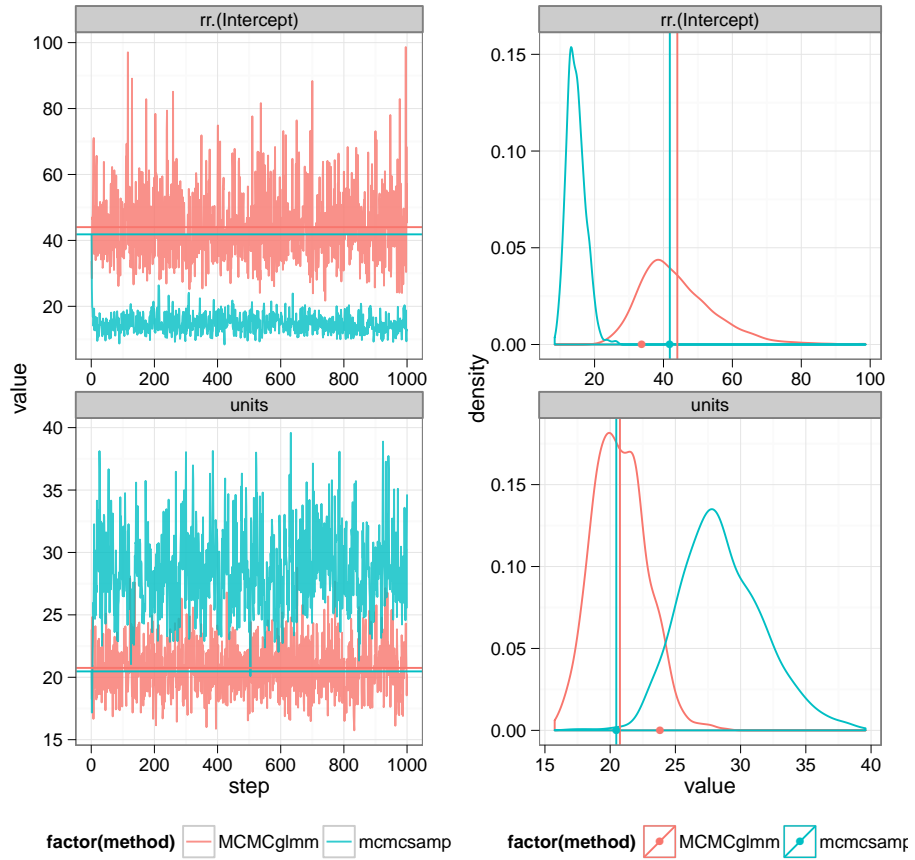 rr.(Intercept)
100
80
60
40
20
0 200 400 600 800 1000
units
40
35
30
25
20
15
0 200 400 600 800 1000
value
step
rr.(Intercept)
0.15
0.10
0.05
0.00
20 40 60 80 100
units
0.15
0.10
0.05
0.00
15 20 25 30 35 40
density
value
factor(method) MCMCglmm mcmcsamp
factor(method) MCMCglmm mcmcsamp